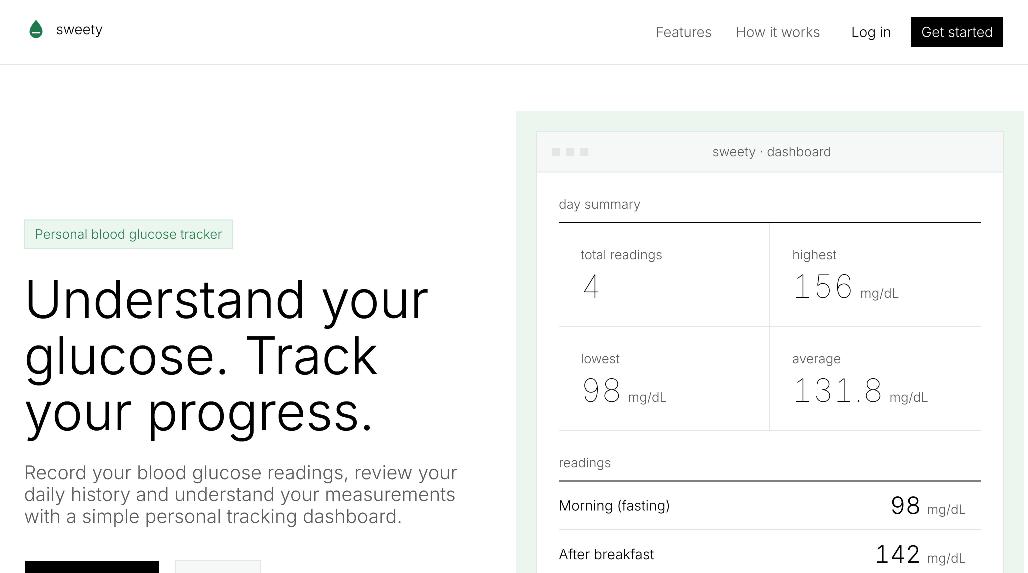 sweety
Features
How it works
Log in
Get started
Personal blood glucose tracker
Understand your
glucose. Track
your progress.
Record your blood glucose readings, review your
daily history and understand your measurements
with a simple personal tracking dashboard.
sweety · dashboard
day summary
total readings
4
highest
156 mg/dL
lowest
98 mg/dL
average
131.8 mg/dL
readings
Morning (fasting)
98 mg/dL
After breakfast
142 mg/dL